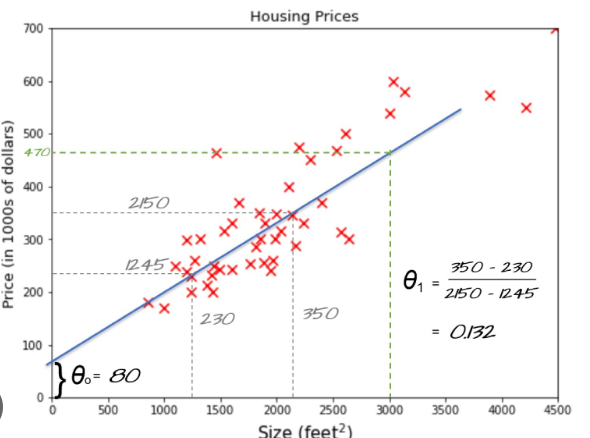 Housing Prices
700
600
500
470
400
300
200
100
0
Price (in 1000s of dollars)
2150
1245
230
350
θ₁ = 350 - 230
2150 - 1245
= 0.132
} θ₀ = 80
0 500 1000 1500 2000 2500 3000 3500 4000 4500
Size (feet²)